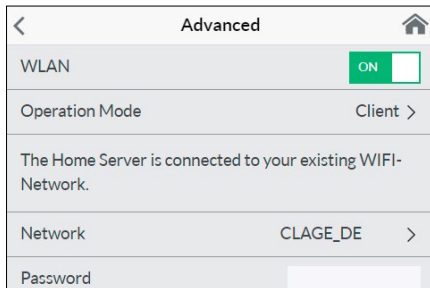 Advanced
WLAN ON
Operation Mode Client >
The Home Server is connected to your existing WIFI-
Network.
Network CLAGE_DE >
Password